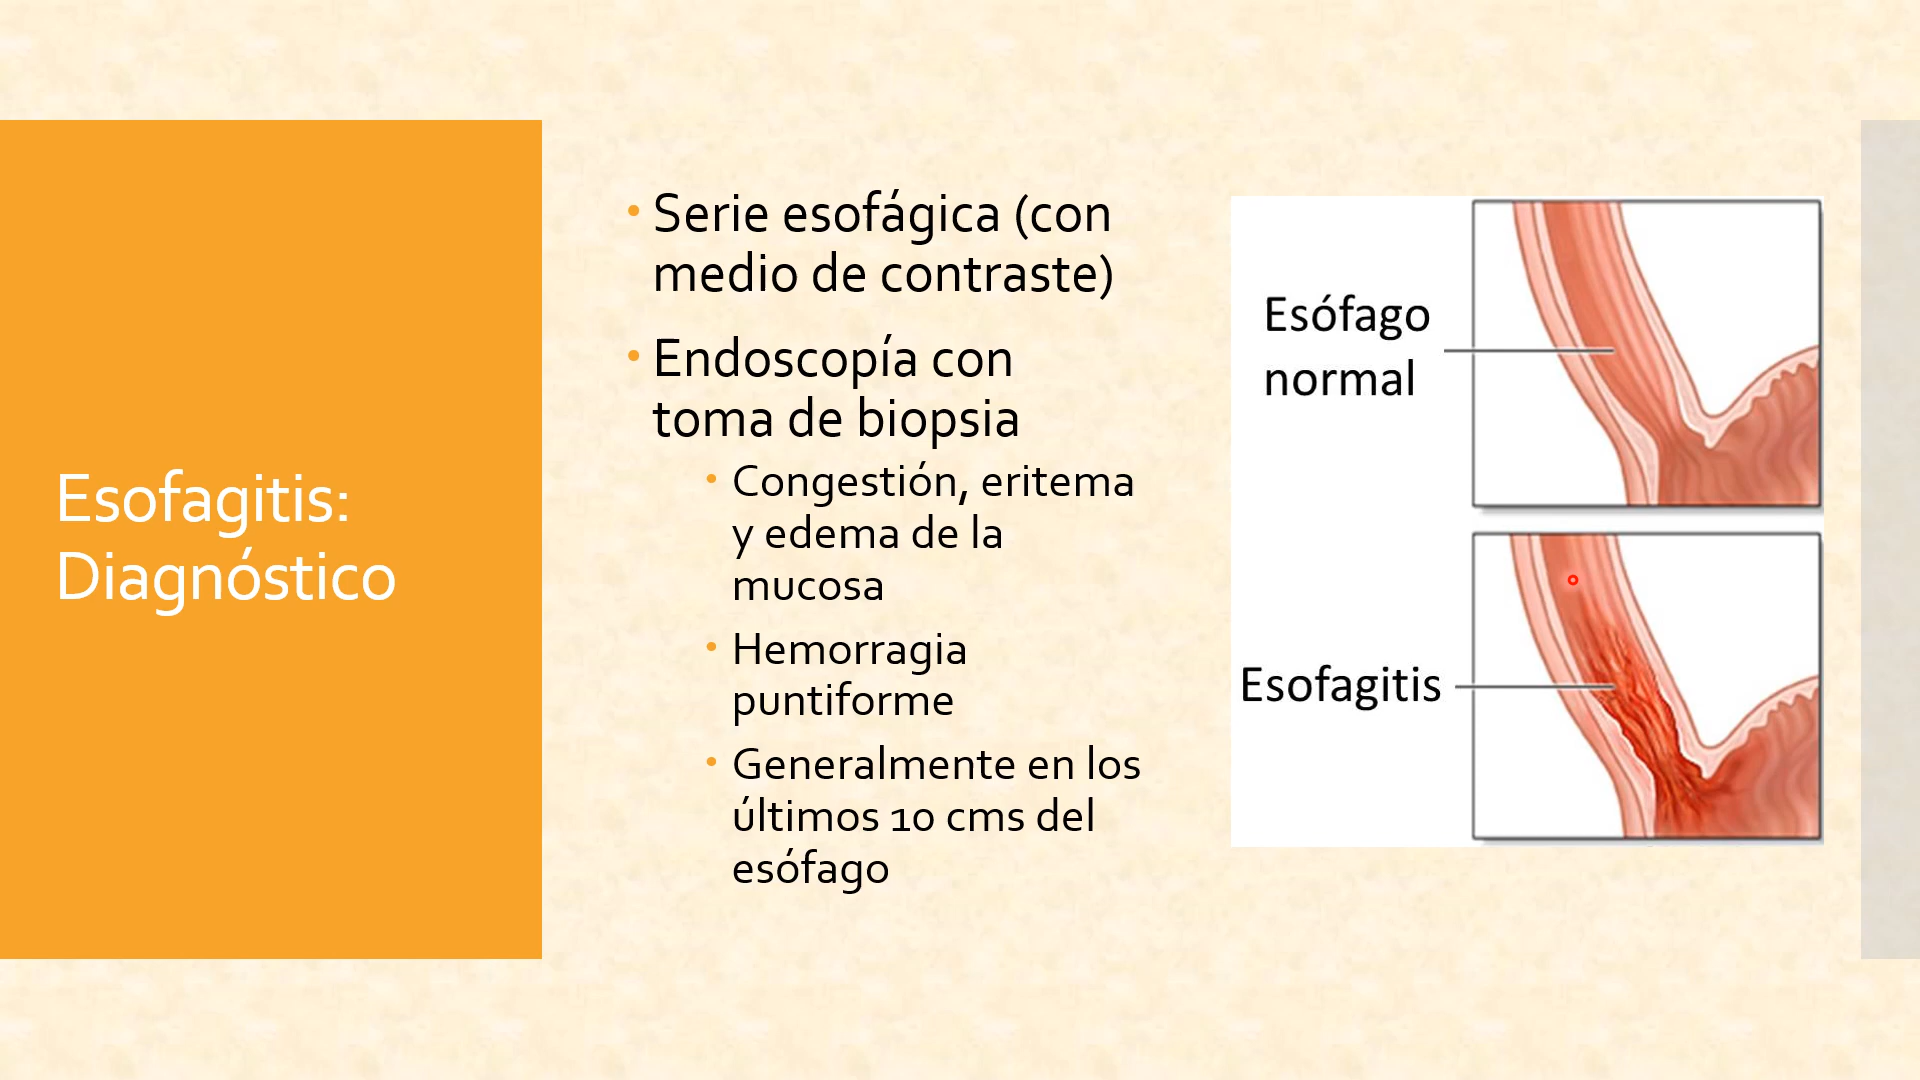 Esofagitis:
Diagnóstico
• Serie esofágica (con
medio de contraste)
• Endoscopía con
toma de biopsia
• Congestión, eritema
y edema de la
mucosa
• Hemorragia
puntiforme
• Generalmente en los
últimos 10 cms del
esófago
Esófago
normal
Esofagitis